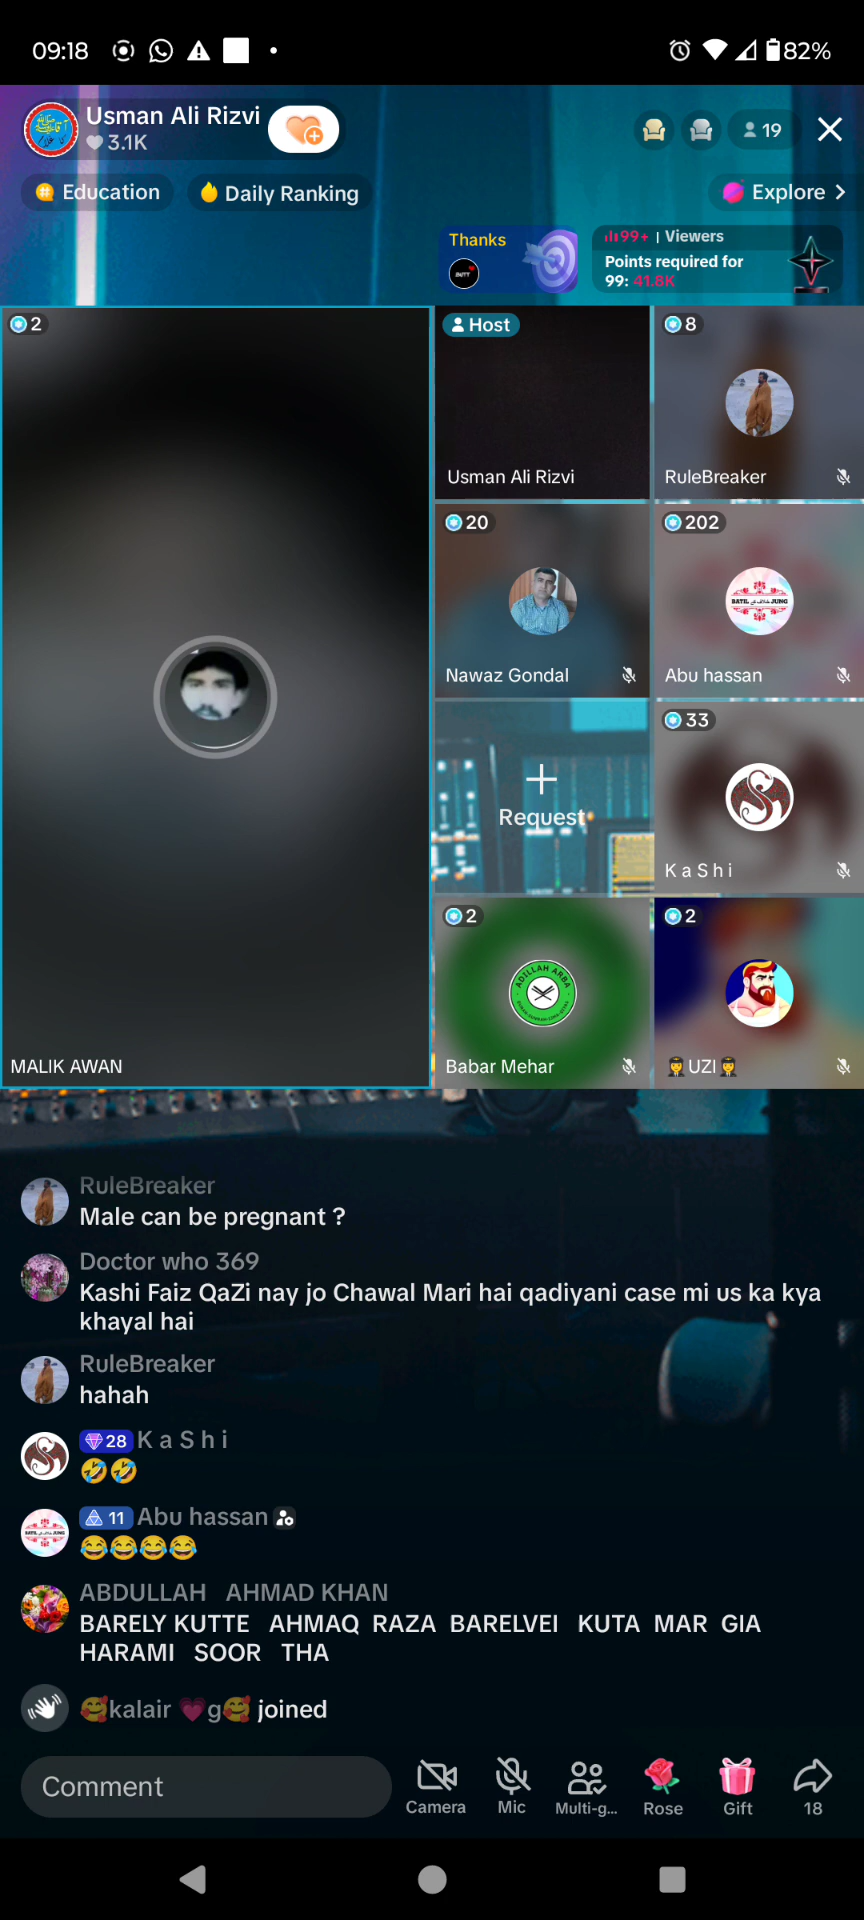 09:18
82%
Usman Ali Rizvi
3.1K
19
Education
Daily Ranking
Explore
Thanks
99+ | Viewers
Points required for
99: 41.8K
2
Host
Usman Ali Rizvi
8
RuleBreaker
20
Nawaz Gondal
202
BATIL
JUNG
Abu hassan
+
Request
33
K a S h i
2
ADILLAH ARBA
Babar Mehar
2
👩‍✈️UZI👩‍✈️
MALIK AWAN
RuleBreaker
Male can be pregnant ?
Doctor who 369
Kashi Faiz QaZi nay jo Chawal Mari hai qadiyani case mi us ka kya
khayal hai
RuleBreaker
hahah
28 K a S h i
🤣🤣
11 Abu hassan
😂😂😂😂
ABDULLAH AHMAD KHAN
BARELY KUTTE AHMAQ RAZA BARELVEI KUTA MAR GIA
HARAMI SOOR THA
🥰kalair 💗g🥰 joined
Comment
Camera
Mic
Multi-g...
Rose
Gift
18